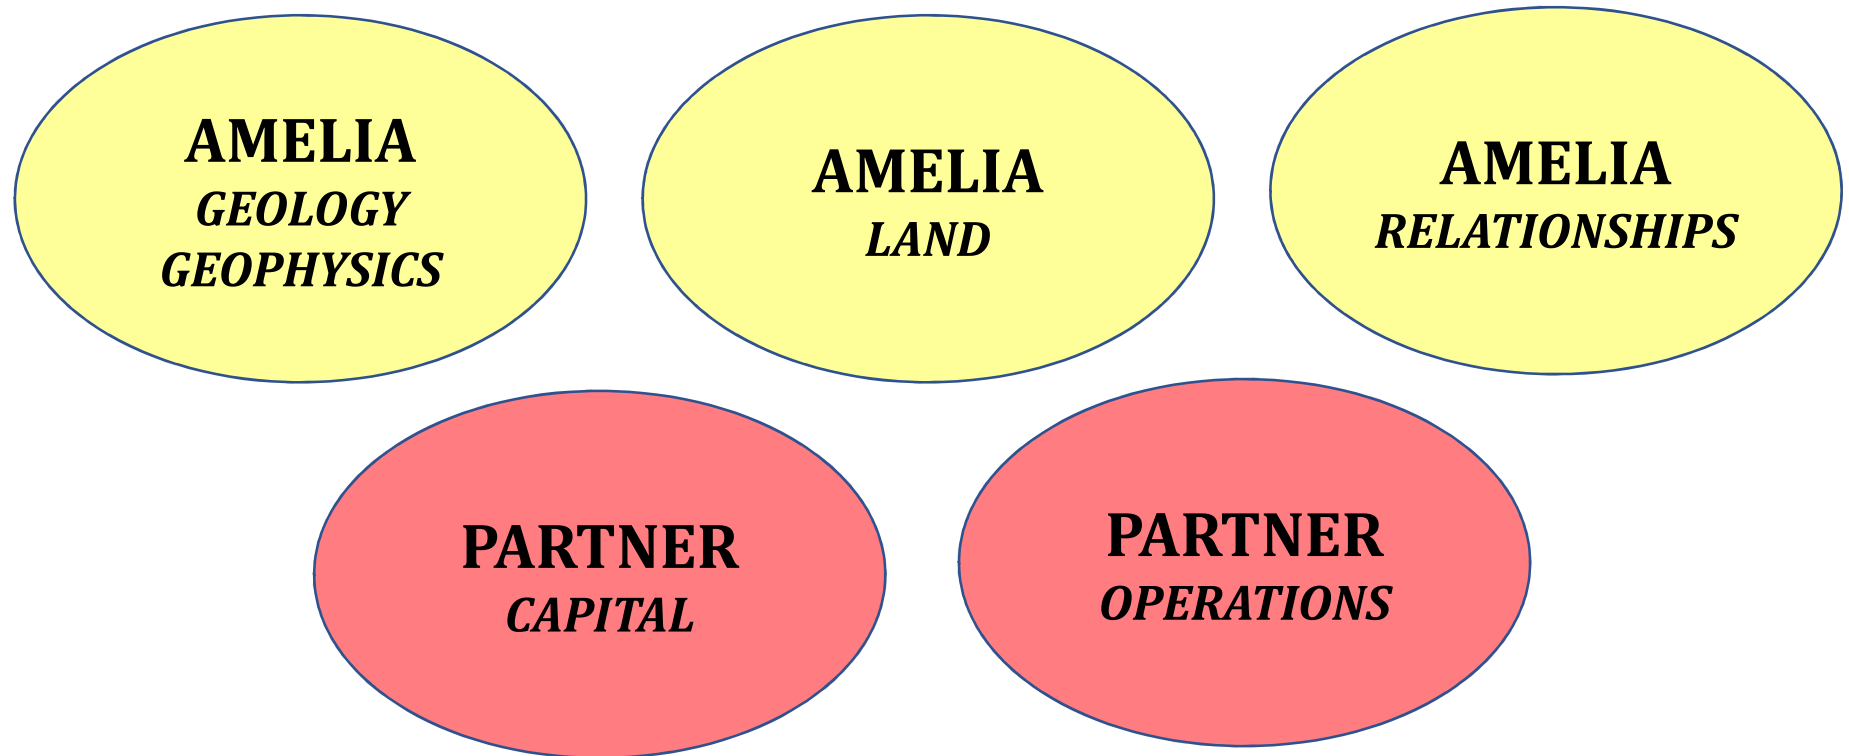 AMELIA
GEOLOGY
GEOPHYSICS
AMELIA
LAND
AMELIA
RELATIONSHIPS
PARTNER
CAPITAL
PARTNER
OPERATIONS